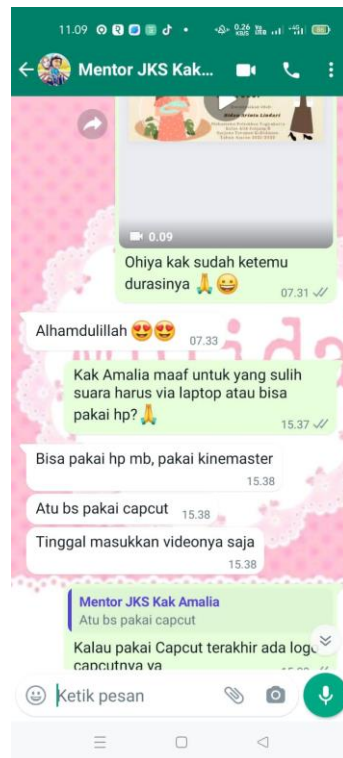 11.09
0.26 KB/S
Mentor JKS Kak...
0.09
Ohiya kak sudah ketemu
durasinya 🙏😀
07.31
Alhamdulillah 😍😍
07.33
Kak Amalia maaf untuk yang sulih
suara harus via laptop atau bisa
pakai hp?🙏
15.37
Bisa pakai hp mb, pakai kinemaster
15.38
Atu bs pakai capcut
15.38
Tinggal masukkan videonya saja
15.38
Mentor JKS Kak Amalia
Atu bs pakai capcut
Kalau pakai Capcut terakhir ada logo
capcutnya ya
Ketik pesan